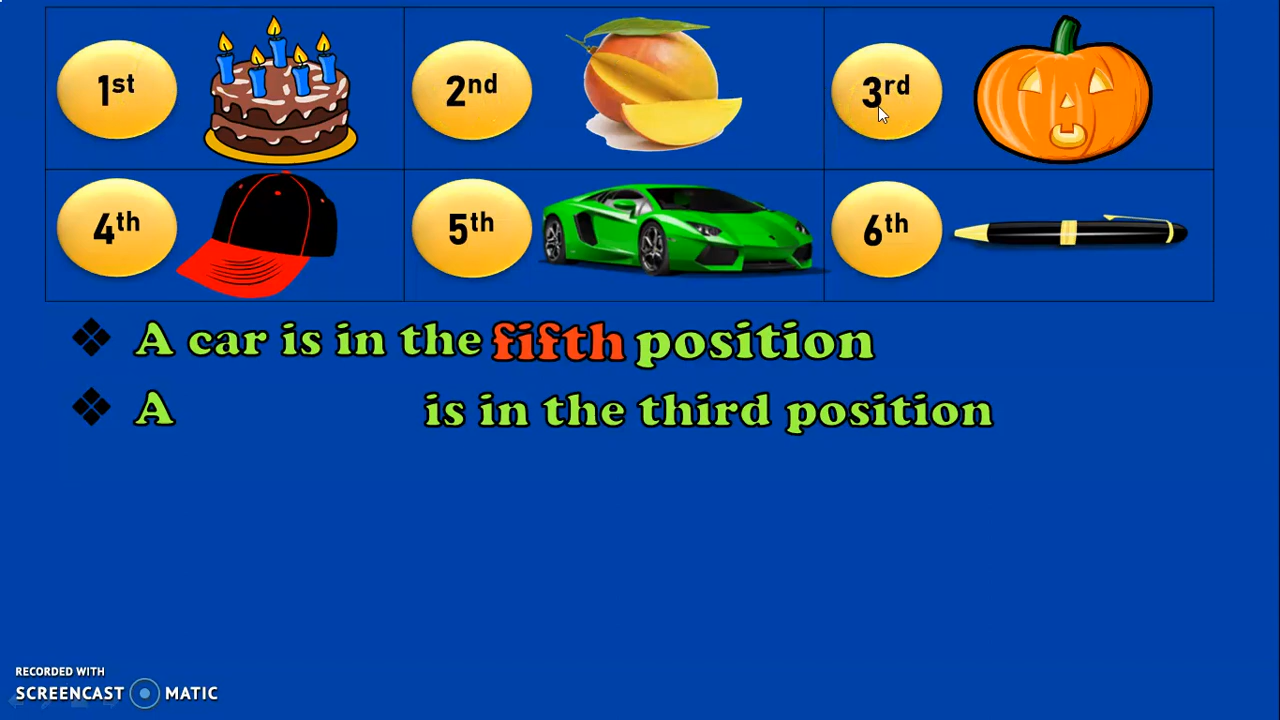 1st
2nd
3rd
4th
5th
6th
A car is in the fifth position
A is in the third position
RECORDED WITH
SCREENCAST MATIC